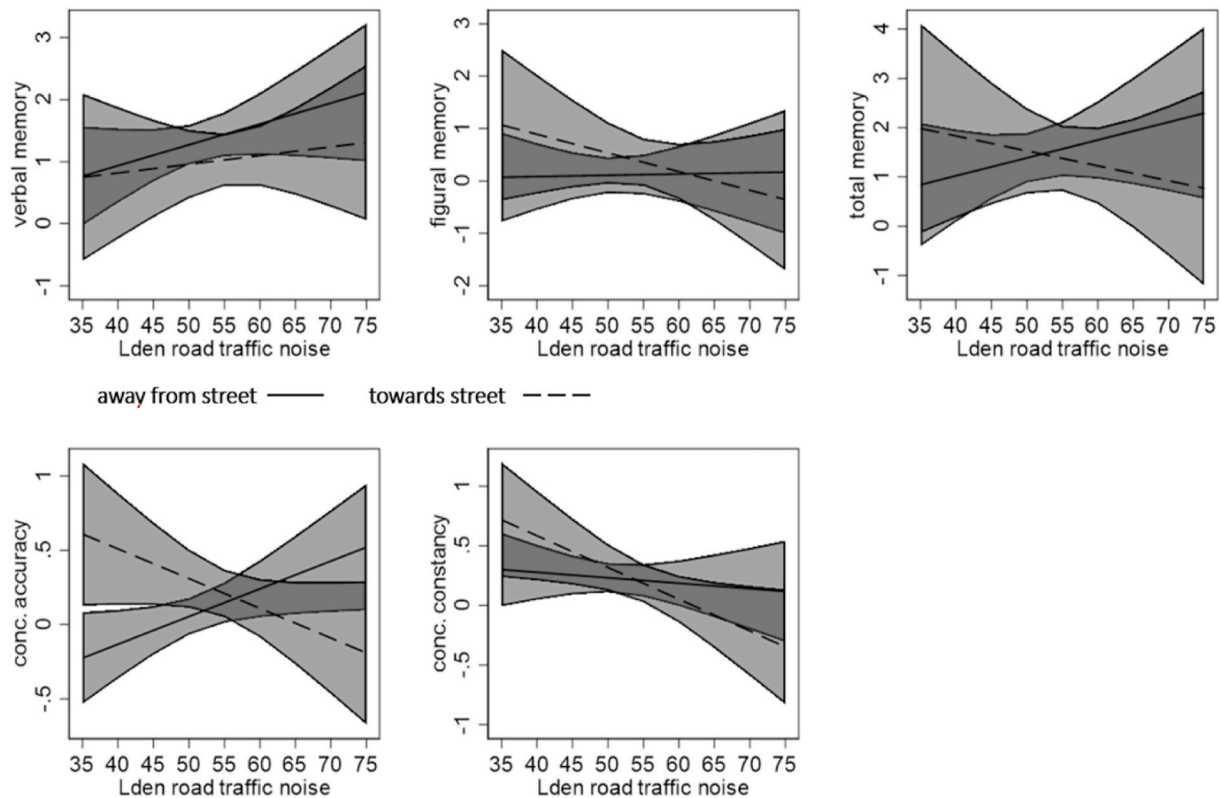 verbal memory
3
2
1
0
-1
35 40 45 50 55 60 65 70 75
Lden road traffic noise
figural memory
3
2
1
0
-1
-2
35 40 45 50 55 60 65 70 75
Lden road traffic noise
total memory
4
3
2
1
0
-1
35 40 45 50 55 60 65 70 75
Lden road traffic noise
away from street
towards street
conc. accuracy
1
.5
0
-.5
35 40 45 50 55 60 65 70 75
Lden road traffic noise
conc. constancy
1
.5
0
-.5
-1
35 40 45 50 55 60 65 70 75
Lden road traffic noise